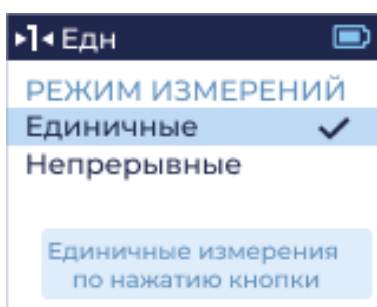 Едн
РЕЖИМ ИЗМЕРЕНИЙ
Единичные
Непрерывные
Единичные измерения
по нажатию кнопки